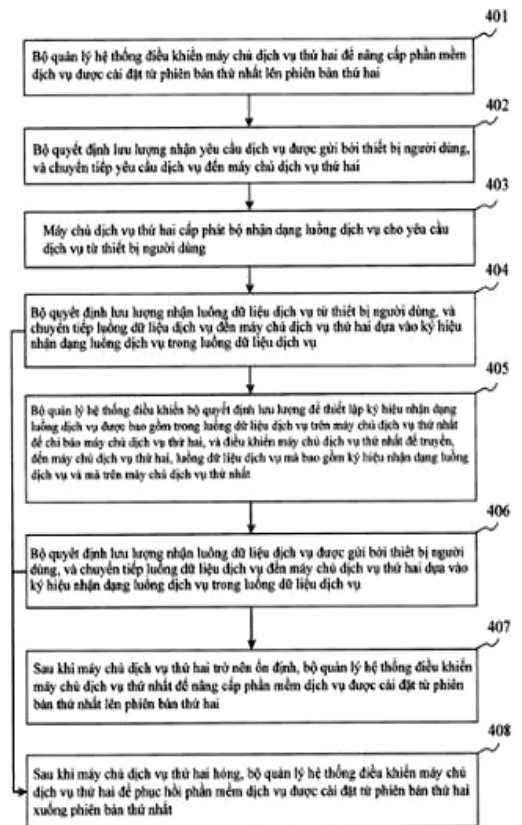 401
Bộ quản lý hệ thống điều khiển máy chủ dịch vụ thứ hai để nâng cấp phần mềm
dịch vụ được cài đặt từ phiên bản thứ nhất lên phiên bản thứ hai
402
Bộ quyết định lưu lượng nhận yêu cầu dịch vụ được gửi bởi thiết bị người dùng,
và chuyển tiếp yêu cầu dịch vụ đến máy chủ dịch vụ thứ hai
403
Máy chủ dịch vụ thứ hai cấp phát bộ nhận dạng luồng dịch vụ cho yêu cầu
dịch vụ từ thiết bị người dùng
404
Bộ quyết định lưu lượng nhận luồng dữ liệu dịch vụ từ thiết bị người dùng, và
chuyển tiếp luồng dữ liệu dịch vụ đến máy chủ dịch vụ thứ hai dựa vào ký hiệu
nhận dạng luồng dịch vụ trong luồng dữ liệu dịch vụ
405
Bộ quản lý hệ thống điều khiển bộ quyết định lưu lượng để thiết lập ký hiệu nhận dạng
luồng dịch vụ được bao gồm trong luồng dữ liệu dịch vụ trên máy chủ dịch vụ thứ nhất
để chỉ báo máy chủ dịch vụ thứ hai, và điều khiển máy chủ dịch vụ thứ nhất để truyền,
đến máy chủ dịch vụ thứ hai, luồng dữ liệu dịch vụ mà bao gồm ký hiệu nhận dạng luồng
dịch vụ và mà trên máy chủ dịch vụ thứ nhất
406
Bộ quyết định lưu lượng nhận luồng dữ liệu dịch vụ được gửi bởi thiết bị người
dùng, và chuyển tiếp luồng dữ liệu dịch vụ đến máy chủ dịch vụ thứ hai dựa vào
ký hiệu nhận dạng luồng dịch vụ trong luồng dữ liệu dịch vụ
407
Sau khi máy chủ dịch vụ thứ hai trở nên ổn định, bộ quản lý hệ thống điều khiển
máy chủ dịch vụ thứ nhất để nâng cấp phần mềm dịch vụ được cài đặt từ phiên
bản thứ nhất lên phiên bản thứ hai
408
Sau khi máy chủ dịch vụ thứ hai hỏng, bộ quản lý hệ thống điều khiển máy chủ
dịch vụ thứ hai để phục hồi phần mềm dịch vụ được cài đặt từ phiên bản thứ hai
xuống phiên bản thứ nhất